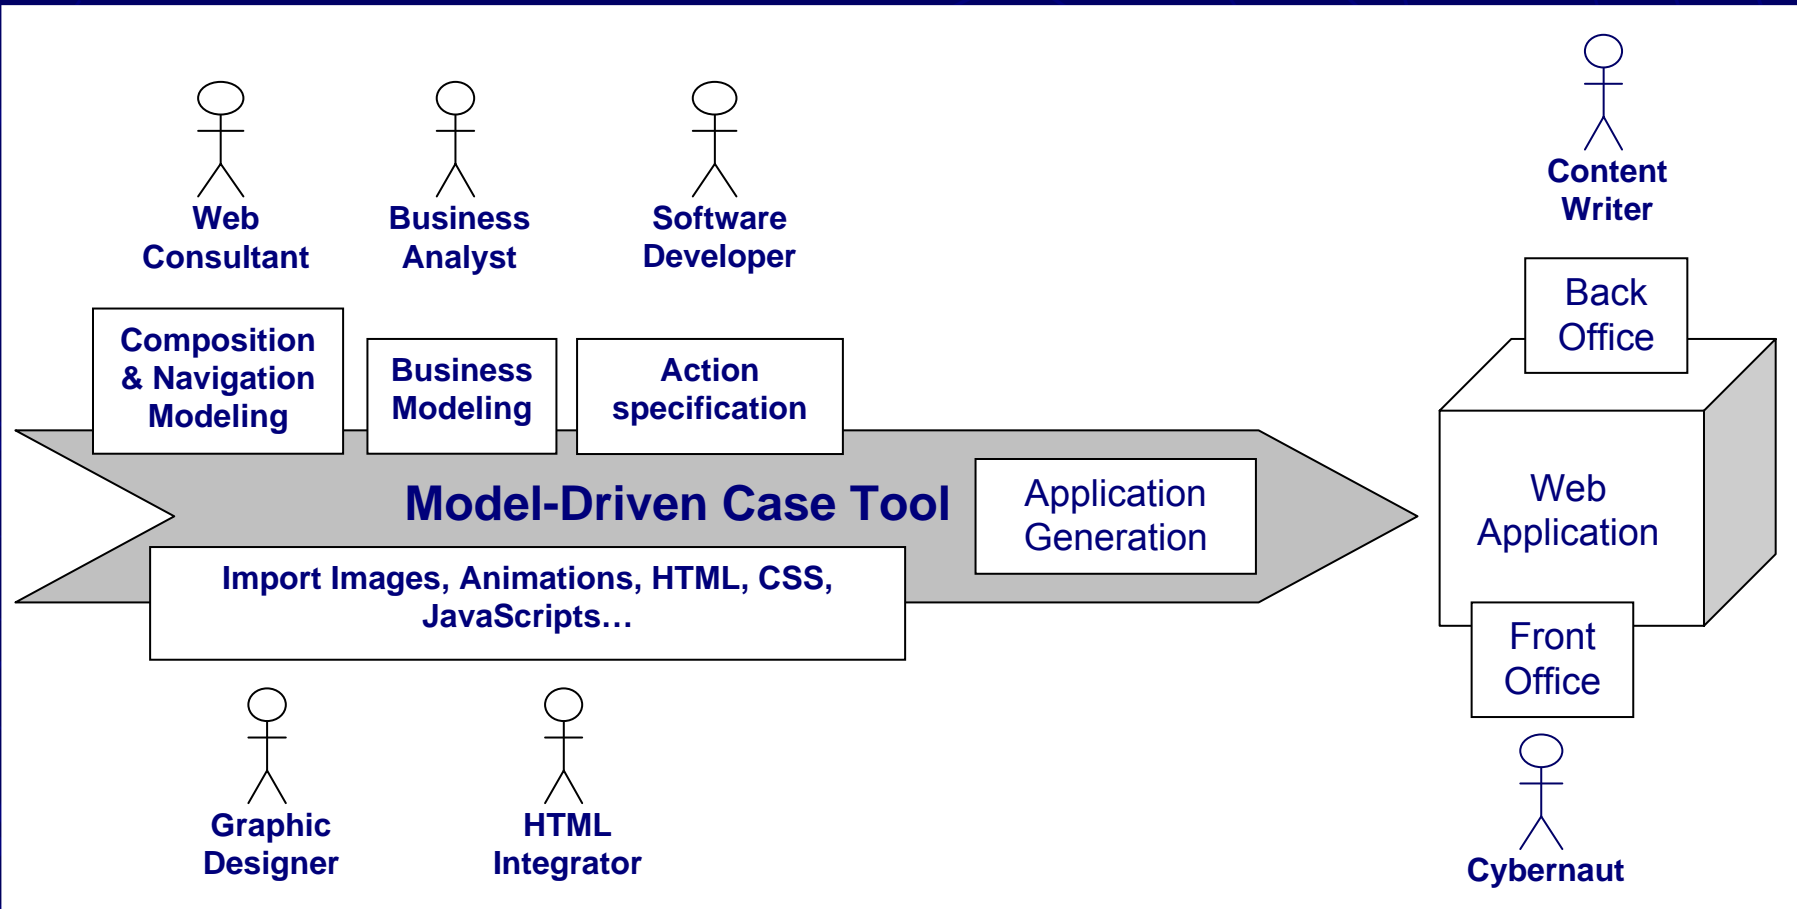 Content
Writer
Web
Consultant
Business
Analyst
Software
Developer
Back
Office
Composition
& Navigation
Modeling
Business
Modeling
Action
specification
Model-Driven Case Tool
Application
Generation
Web
Application
Import Images, Animations, HTML, CSS,
JavaScripts…
Front
Office
Graphic
Designer
HTML
Integrator
Cybernaut